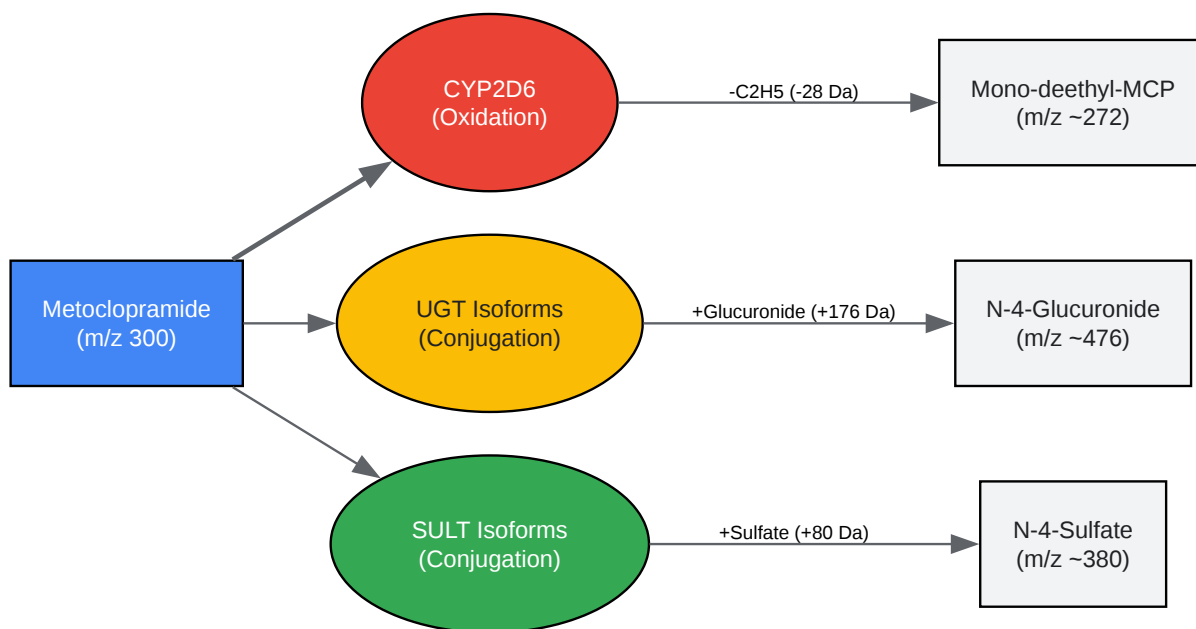 CYP2D6
(Oxidation)
-C2H5 (-28 Da)
Mono-deethyl-MCP
(m/z ~272)
Metoclopramide
(m/z 300)
UGT Isoforms
(Conjugation)
+Glucuronide (+176 Da)
N-4-Glucuronide
(m/z ~476)
SULT Isoforms
(Conjugation)
+Sulfate (+80 Da)
N-4-Sulfate
(m/z ~380)